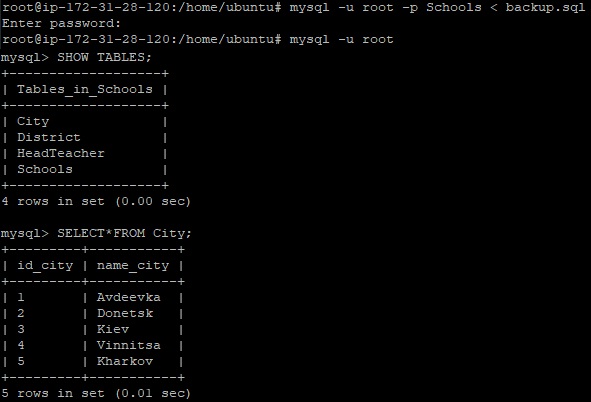 root@ip-172-31-28-120:/home/ubuntu# mysql -u root -p Schools < backup.sql
Enter password:
root@ip-172-31-28-120:/home/ubuntu# mysql -u root
mysql> SHOW TABLES;
+-------------------+
| Tables_in_Schools |
+-------------------+
| City              |
| District          |
| HeadTeacher       |
| Schools           |
+-------------------+
4 rows in set (0.00 sec)

mysql> SELECT*FROM City;
+---------+-----------+
| id_city | name_city |
+---------+-----------+
| 1       | Avdeevka  |
| 2       | Donetsk   |
| 3       | Kiev      |
| 4       | Vinnitsa  |
| 5       | Kharkov   |
+---------+-----------+
5 rows in set (0.01 sec)